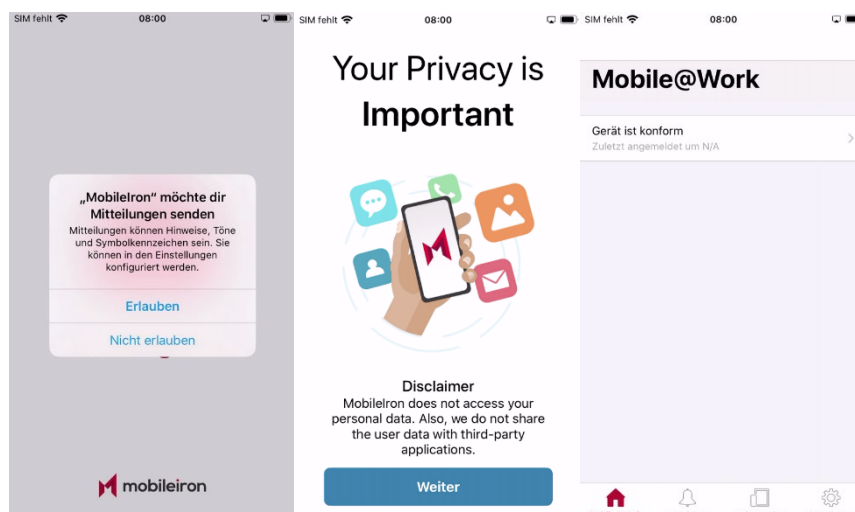 SIM fehlt
08:00
„MobileIron“ möchte dir
Mitteilungen senden
Mitteilungen können Hinweise, Töne
und Symbolkennzeichen sein. Sie
können in den Einstellungen
konfiguriert werden.
Erlauben
Nicht erlauben
mobileiron
SIM fehlt
08:00
Your Privacy is
Important
Disclaimer
MobileIron does not access your
personal data. Also, we do not share
the user data with third-party
applications.
Weiter
SIM fehlt
08:00
Mobile@Work
Gerät ist konform
Zuletzt angemeldet um N/A